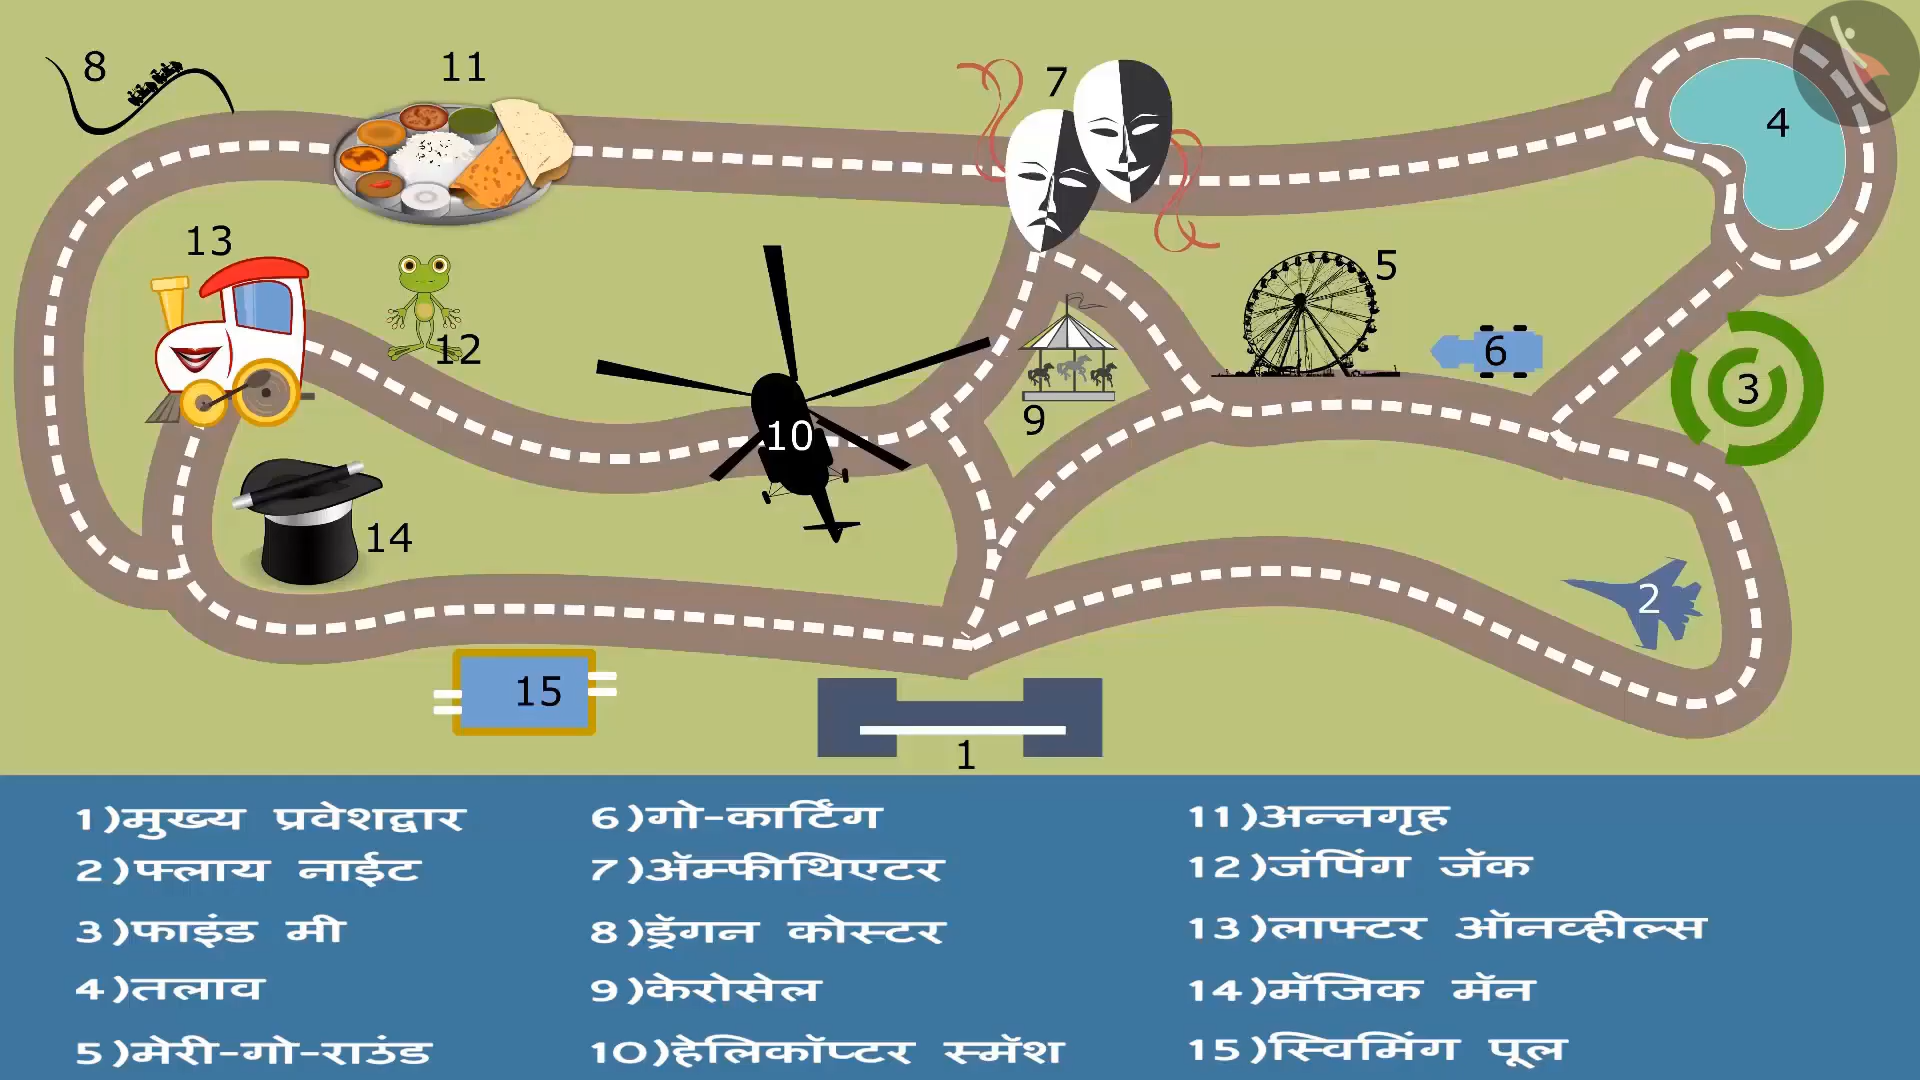 8
11
7
4
13
5
12
6
3
9
10
14
2
15
1
1)मुख्य प्रवेशद्वार
2)फ्लाय नाईट
3)फाइंड मी
4)तलाव
5)मेरी-गो-राउंड
6)गो-कार्टिंग
7)ॲम्फीथिएटर
8)ड्रॅगन कोस्टर
9)केरोसेल
10)हेलिकॉप्टर स्मॅश
11)अन्नगृह
12)जंपिंग जॅक
13)लाफ्टर ऑनव्हील्स
14)मॅजिक मॅन
15)स्विमिंग पूल